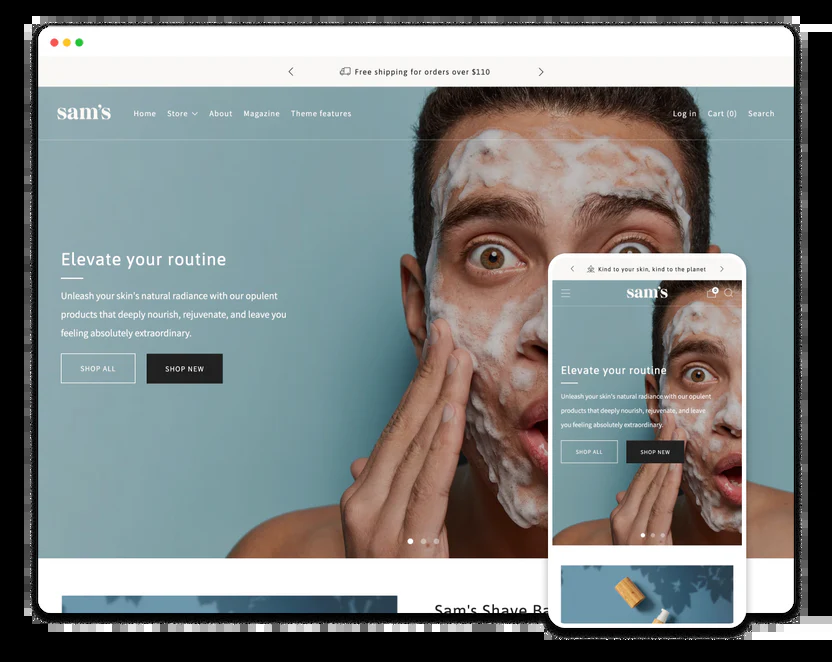 Free shipping for orders over $110
sam's Home Store About Magazine Theme features Log in Cart (0) Search
Elevate your routine
Unleash your skin's natural radiance with our opulent
products that deeply nourish, rejuvenate, and leave you
feeling absolutely extraordinary.
SHOP ALL SHOP NEW
Sam's Shave
Kind to your skin, kind to the planet
sam's 0
Elevate your routine
Unleash your skin's natural radiance with our opulent
products that deeply nourish, rejuvenate, and leave
you feeling absolutely extraordinary.
SHOP ALL SHOP NEW